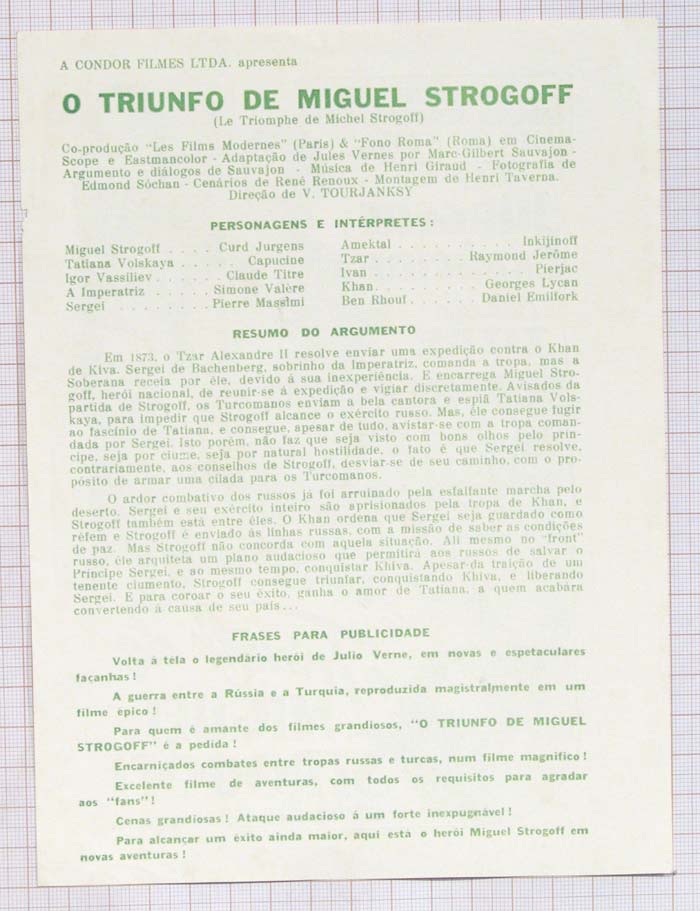 A CONDOR FILMES LTDA. apresenta
O TRIUNFO DE MIGUEL STROGOFF
(Le Triomphe de Michel Strogoff)
Co-produção "Les Films Modernes" (Paris) & "Fono Roma" (Roma) em Cinema-
Scope e Eastmancolor - Adaptação de Jules Vernes por Marc-Gilbert Sauvajon -
Argumento e diálogos de Sauvajon - Música de Henri Giraud - Fotografia de
Edmond Sóchan - Cenários de René Renoux - Montagem de Henri Taverna.
Direção de V. TOURJANKSY
PERSONAGENS E INTÉRPRETES :
Miguel Strogoff . . . . Curd Jurgens
Tatiana Volskaya . . . . . Capucine
Igor Vassiliev . . . . . Claude Titre
A Imperatriz . . . . . Simone Valère
Sergei . . . . . . . Pierre Massimi
Amektal . . . . . . . . . Inkijinoff
Tzar . . . . . . . . Raymond Jerôme
Ivan . . . . . . . . . . . Pierjac
Khan . . . . . . . . Georges Lycan
Ben Rhouf . . . . . . Daniel Emilfork
RESUMO DO ARGUMENTO
Em 1873, o Tzar Alexandre II resolve enviar uma expedição contra o Khan
de Kiva. Sergei de Bachenberg, sobrinho da Imperatriz, comanda a tropa, mas a
Soberana receia por êle, devido á sua inexperiência. E encarrega Miguel Stro-
goff, herói nacional, de reunir-se á expedição e vigiar discretamente. Avisados da
partida de Strogoff, os Turcomanos enviam a bela cantora e espiã Tatiana Vols-
kaya, para impedir que Strogoff alcance o exército russo. Mas, êle consegue fugir
ao fascínio de Tatiana, e consegue, apesar de tudo, avistar-se com a tropa coman-
dada por Sergei. Isto porém, não faz que seja visto com bons olhos pelo prin-
cipe, seja por ciume, seja por natural hostilidade, o fato é que Sergei resolve,
contrariamente, aos conselhos de Strogoff, desviar-se de seu caminho, com o pro-
pósito de armar uma cilada para os Turcomanos.
O ardor combativo dos russos já foi arruinado pela esfalfante marcha pelo
deserto. Sergei e seu exército inteiro são aprisionados pela tropa de Khan, e
Strogoff também está entre êles. O Khan ordena que Sergei seja guardado como
réfem e Strogoff é enviado ás linhas russas, com a missão de saber as condições
de paz. Mas Strogoff não concorda com aquela situação. Ali mesmo no "front"
russo, êle arquiteta um plano audacioso que permitirá aos russos de salvar o
Príncipe Sergei, e ao mesmo tempo, conquistar Khiva. Apesar da traição de um
tenente ciumento, Strogoff consegue triunfar, conquistando Khiva, e liberando
Sergei. E para coroar o seu êxito, ganha o amor de Tatiana, a quem acabára
convertendo á causa de seu país...
FRASES PARA PUBLICIDADE
Volta á tela o legendário herói de Julio Verne, em novas e espetaculares
façanhas !
A guerra entre a Rússia e a Turquia, reproduzida magistralmente em um
filme épico !
Para quem é amante dos filmes grandiosos, "O TRIUNFO DE MIGUEL
STROGOFF" é a pedida !
Encarniçados combates entre tropas russas e turcas, num filme magnifico !
Excelente filme de aventuras, com todos os requisitos para agradar
aos "fans" !
Cenas grandiosas ! Ataque audacioso á um forte inexpugnável !
Para alcançar um êxito ainda maior, aqui está o herói Miguel Strogoff em
novas aventuras !